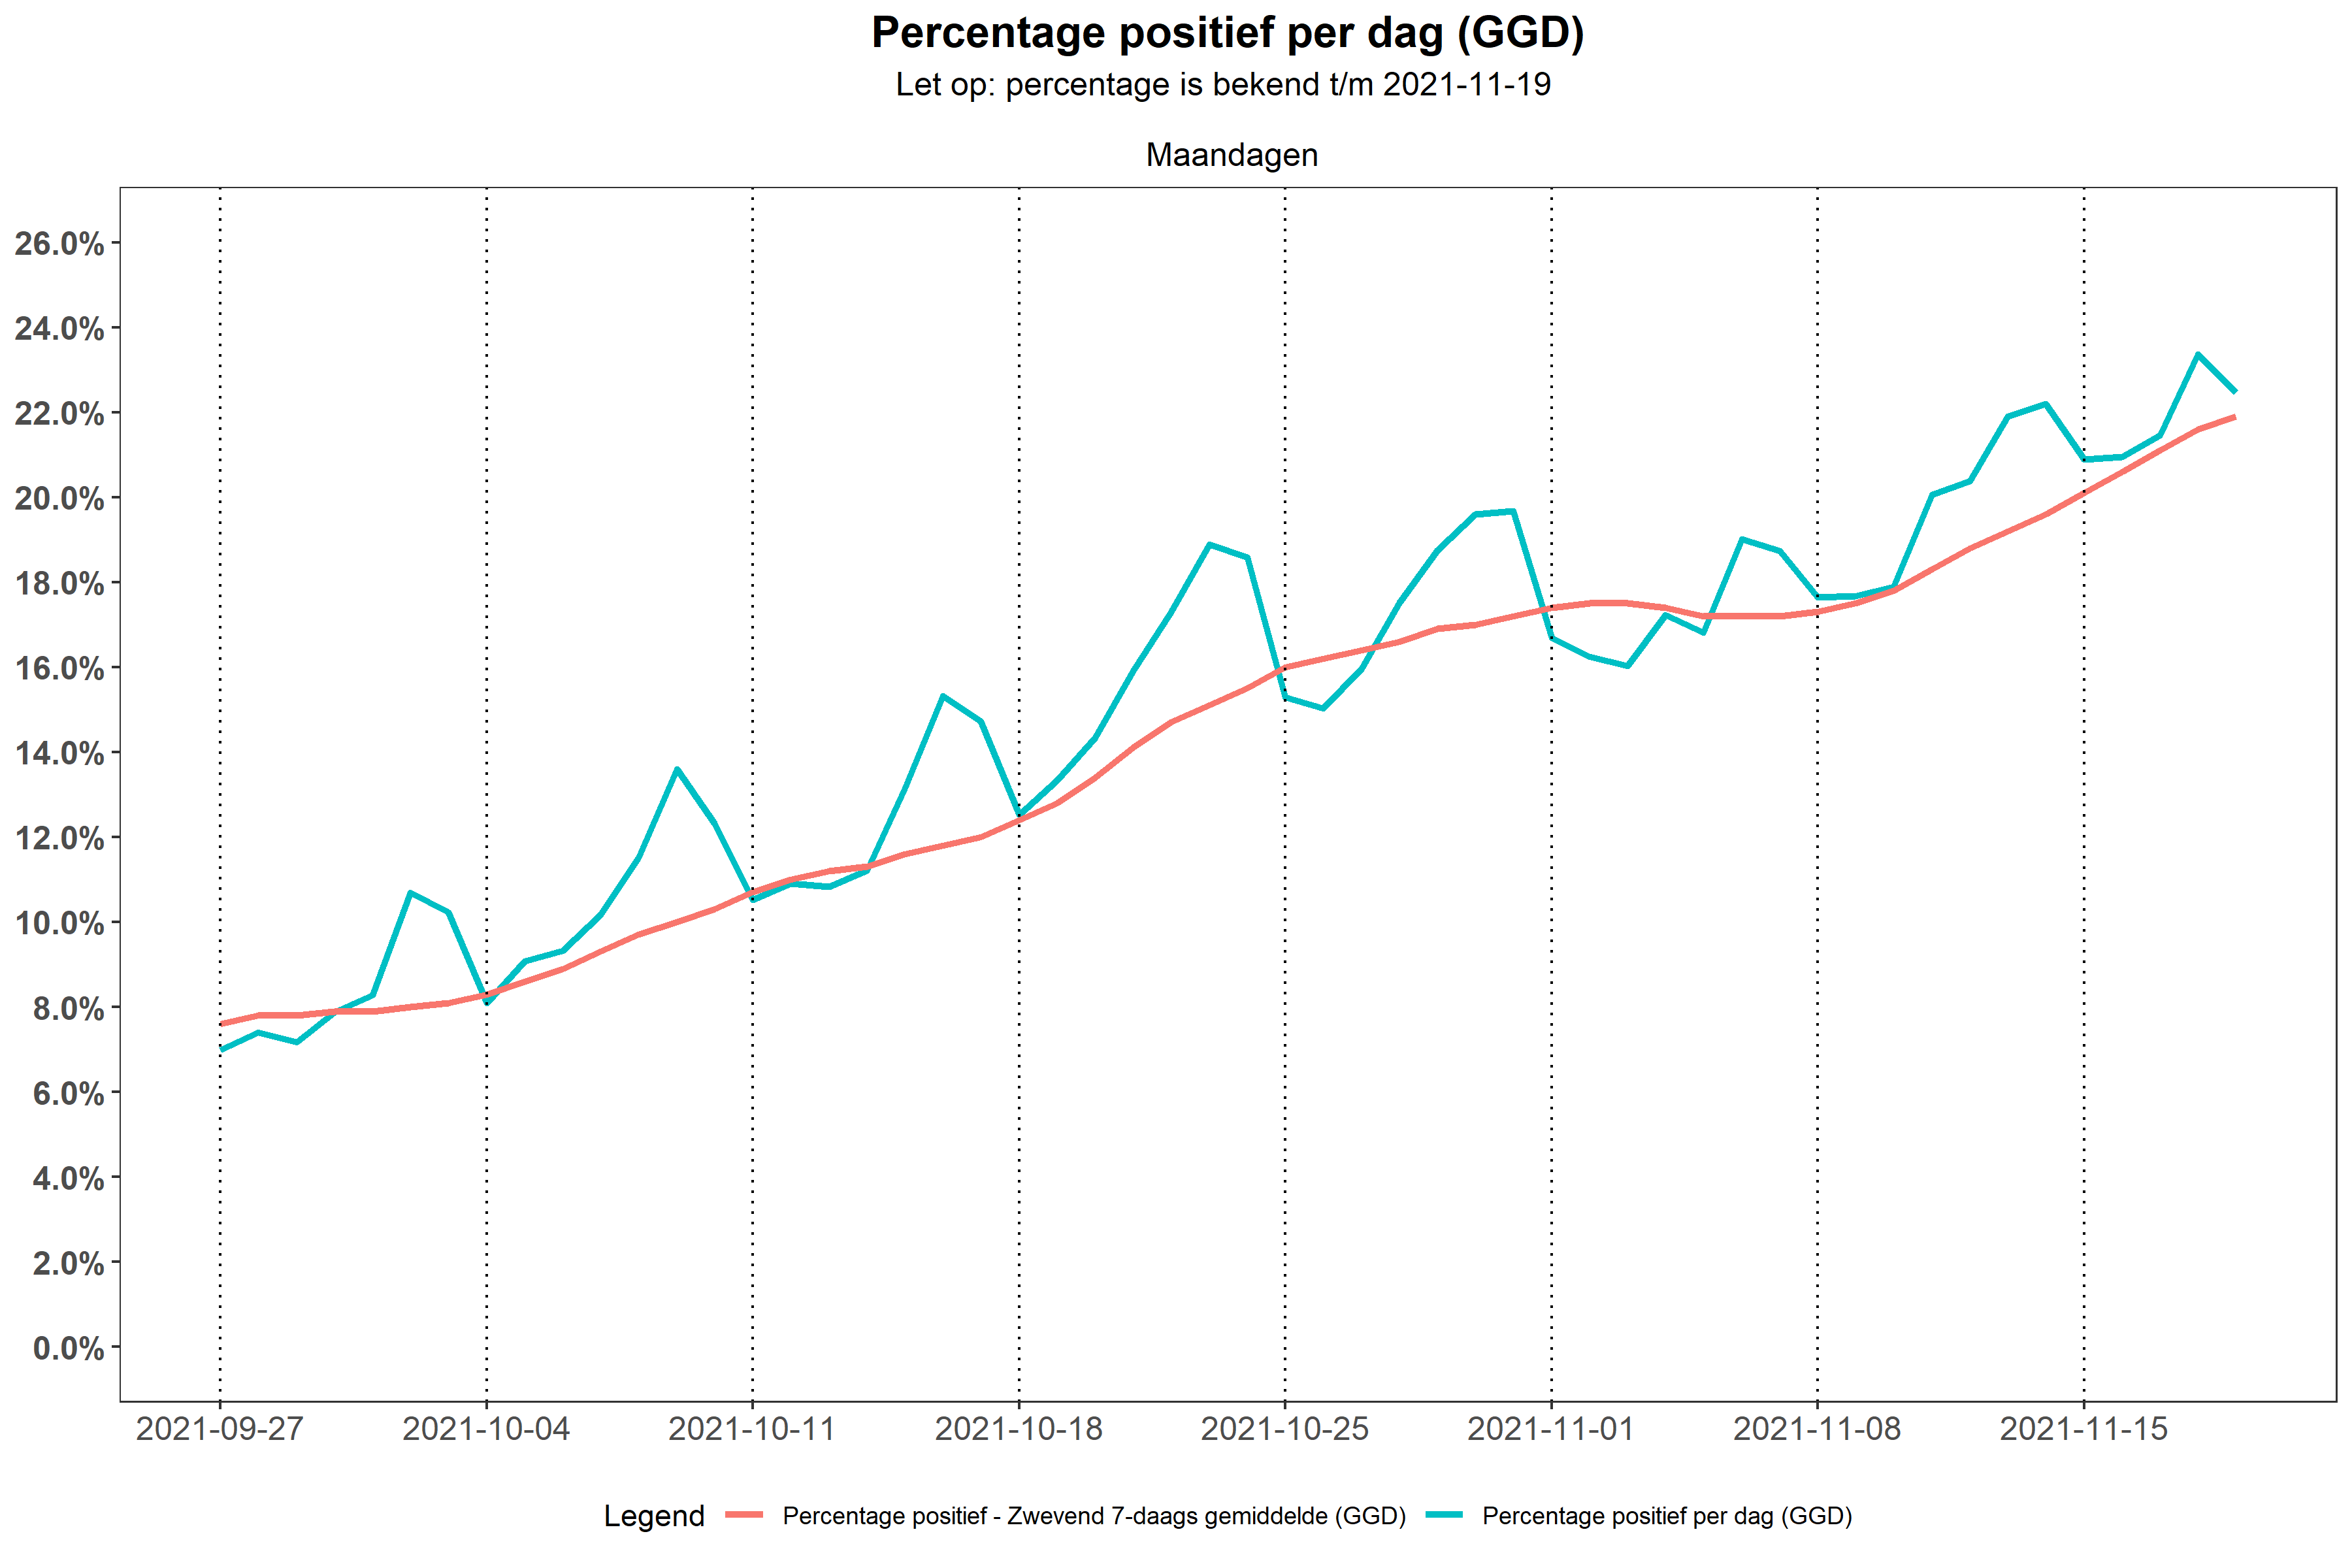 Percentage positief per dag (GGD)
Let op: percentage is bekend t/m 2021-11-19
Maandagen
26.0%
24.0%
22.0%
20.0%
18.0%
16.0%
14.0%
12.0%
10.0%
8.0%
6.0%
4.0%
2.0%
0.0%
2021-09-27 2021-10-04 2021-10-11 2021-10-18 2021-10-25 2021-11-01 2021-11-08 2021-11-15
Legend Percentage positief - Zwevend 7-daags gemiddelde (GGD) Percentage positief per dag (GGD)